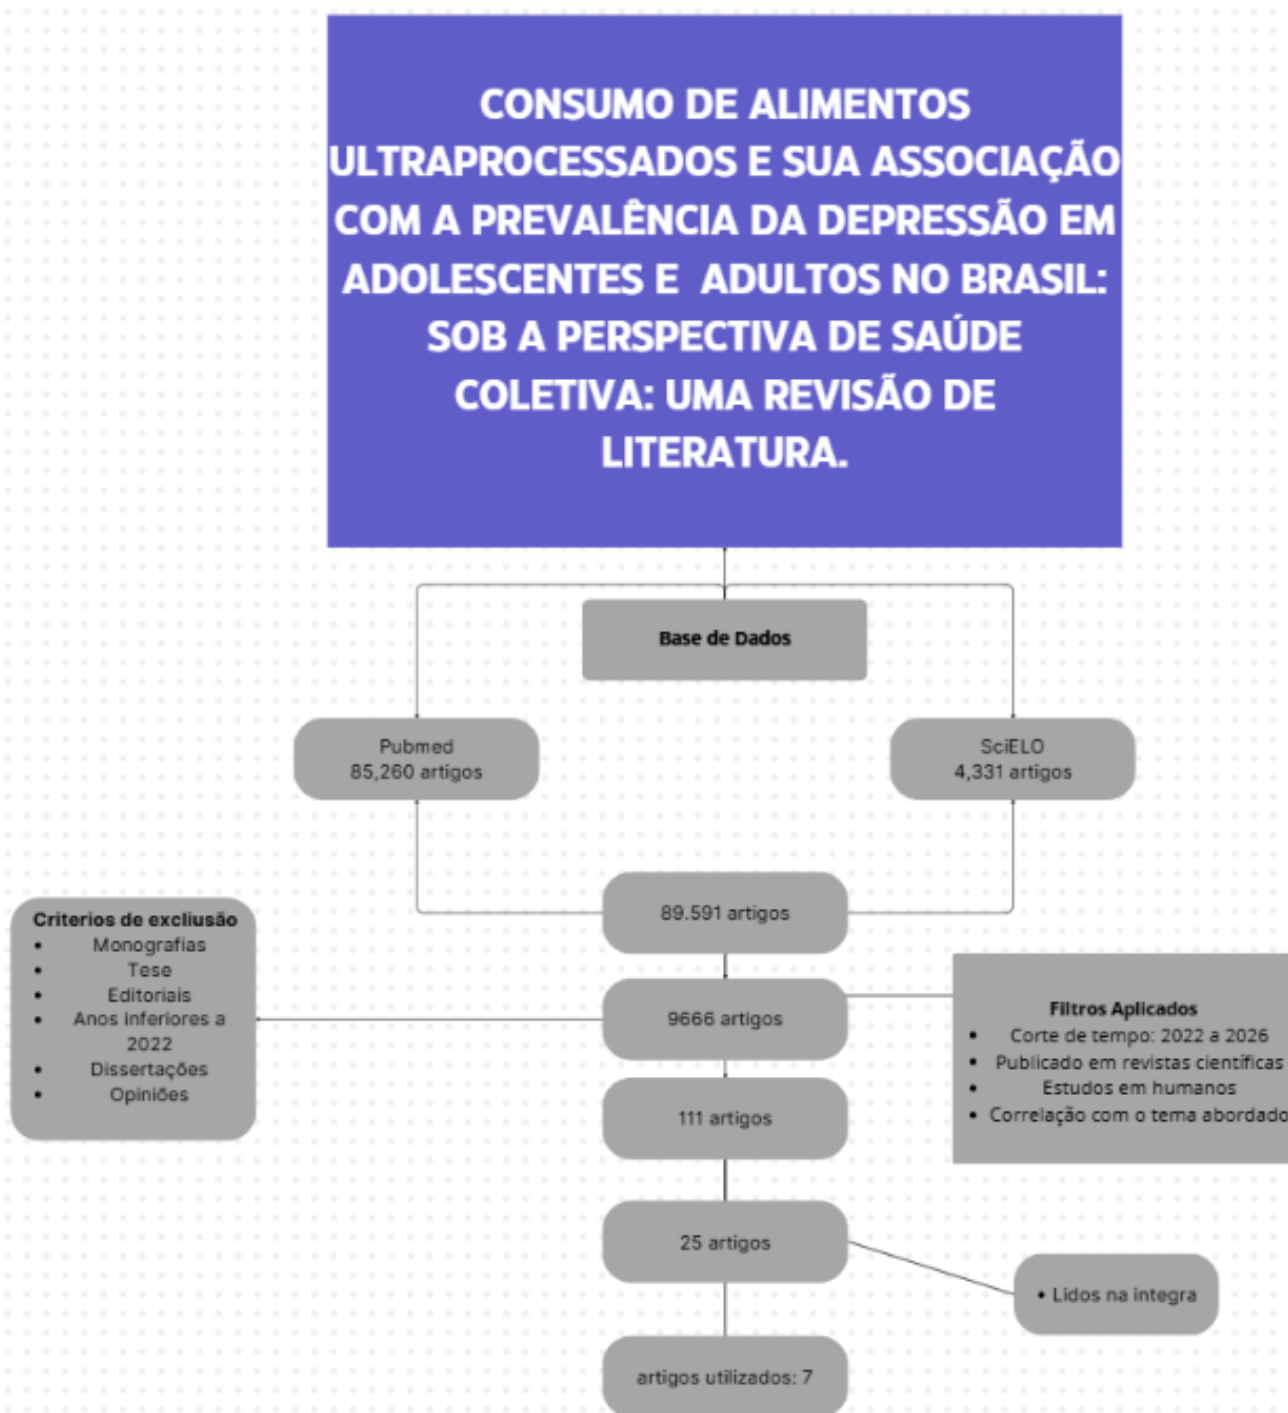 CONSUMO DE ALIMENTOS
ULTRAPROCESSADOS E SUA ASSOCIAÇÃO
COM A PREVALÊNCIA DA DEPRESSÃO EM
ADOLESCENTES E ADULTOS NO BRASIL:
SOB A PERSPECTIVA DE SAÚDE
COLETIVA: UMA REVISÃO DE
LITERATURA.
Base de Dados
Pubmed
85,260 artigos
SciELO
4,331 artigos
89.591 artigos
Criterios de excliusão
• Monografias
• Tese
• Editoriais
• Anos inferiores a
2022
• Dissertações
• Opiniões
9666 artigos
Filtros Aplicados
• Corte de tempo: 2022 a 2026
• Publicado em revistas científicas
• Estudos em humanos
• Correlação com o tema abordado
111 artigos
25 artigos
• Lidos na integra
artigos utilizados: 7